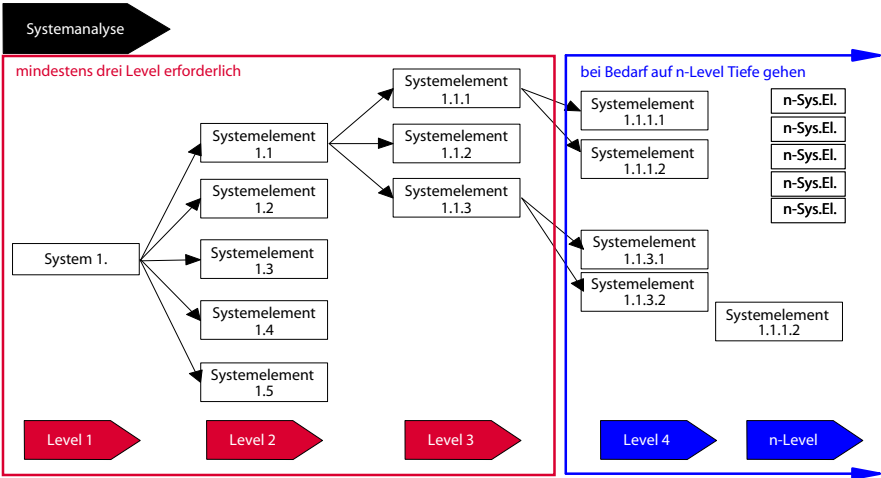 Systemanalyse
mindestens drei Level erforderlich
bei Bedarf auf n-Level Tiefe gehen
System 1.
Systemelement
1.1
Systemelement
1.2
Systemelement
1.3
Systemelement
1.4
Systemelement
1.5
Systemelement
1.1.1
Systemelement
1.1.2
Systemelement
1.1.3
Systemelement
1.1.1.1
Systemelement
1.1.1.2
Systemelement
1.1.3.1
Systemelement
1.1.3.2
Systemelement
1.1.1.2
n-Sys.El.
n-Sys.El.
n-Sys.El.
n-Sys.El.
n-Sys.El.
Level 1
Level 2
Level 3
Level 4
n-Level